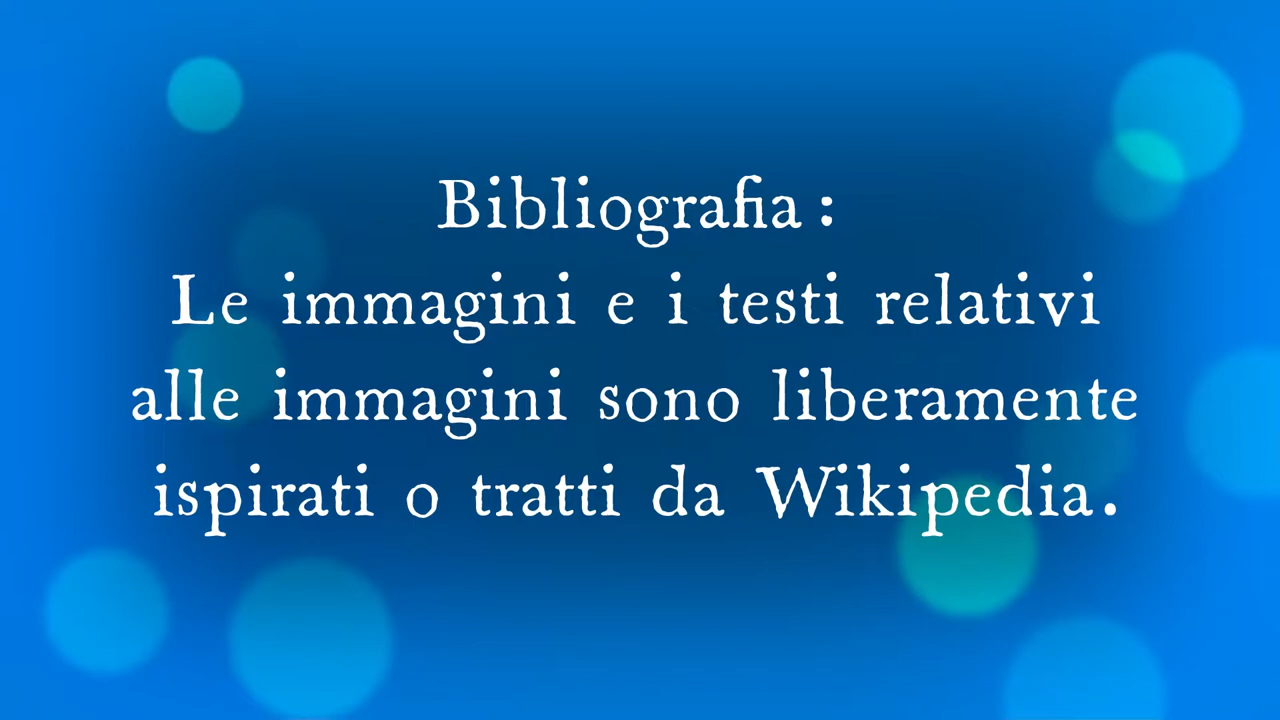 Bibliografia :
Le immagini e i testi relativi
alle immagini sono liberamente
ispirati o tratti da Wikipedia.